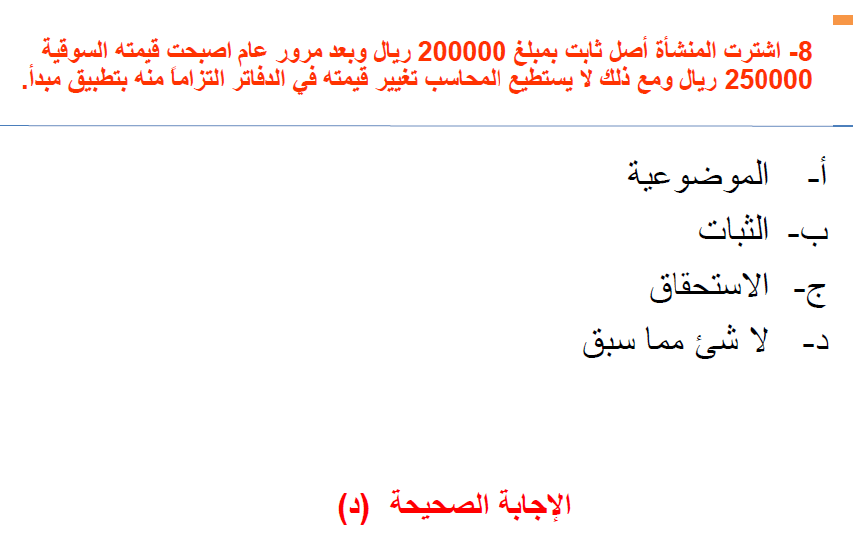 8- اشترت المنشأة أصل ثابت بمبلغ 200000 ريال وبعد مرور عام اصبحت قيمته السوقية
250000 ريال ومع ذلك لا يستطيع المحاسب تغيير قيمته في الدفاتر التزاماً منه بتطبيق مبدأ.
أ- الموضوعية
ب- الثبات
ج- الاستحقاق
د- لا شئ مما سبق
الإجابة الصحيحة (د)